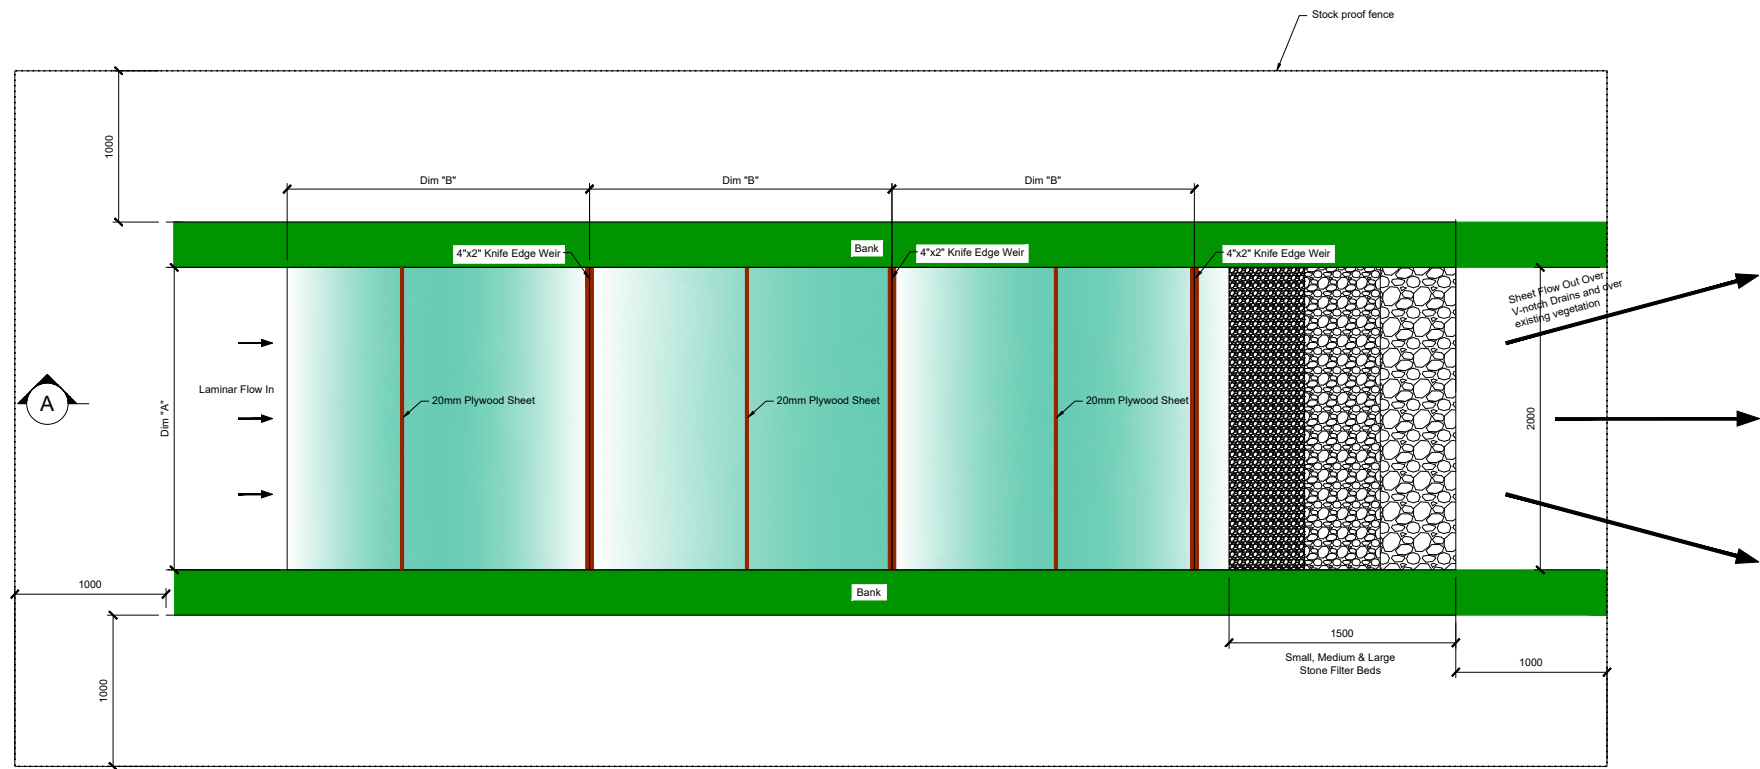 Stock proof fence
1000
Dim "B"
Dim "B"
Dim "B"
Bank
4"x2" Knife Edge Weir
4"x2" Knife Edge Weir
4"x2" Knife Edge Weir
Sheet Flow Out Over
V-notch Drains and over
existing vegetation
Laminar Flow In
A
Dim "A"
20mm Plywood Sheet
20mm Plywood Sheet
20mm Plywood Sheet
2000
1000
Bank
1500
Small, Medium & Large
Stone Filter Beds
1000
1000